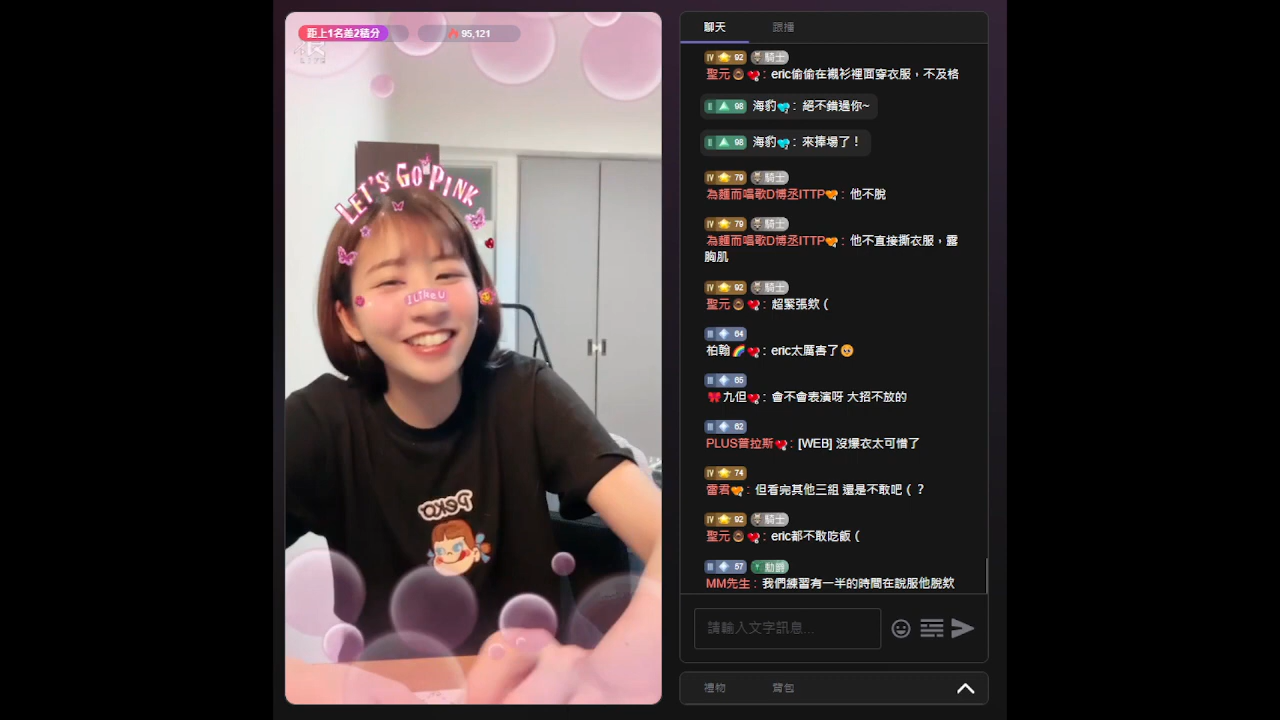 距上1名差2積分
95,121
LET'S GO PINK
I LIKE U
Peko
聊天
跟播
IV 92 騎士
聖元: eric偷偷在襯衫裡面穿衣服，不及格
II 98 海豹: 絕不錯過你~
II 98 海豹: 來捧場了！
IV 79 騎士
為麵而唱歌D博丞ITTP: 他不脫
IV 79 騎士
為麵而唱歌D博丞ITTP: 他不直接撕衣服，露
胸肌
IV 92 騎士
聖元: 超緊張欸（
III 64
柏翰: eric太厲害了
III 65
九但: 會不會表演呀 大招不放的
III 62
PLUS普拉斯: [WEB] 沒爆衣太可惜了
IV 74
雷君: 但看完其他三組 還是不敢吧（？
IV 92 騎士
聖元: eric都不敢吃飯（
III 57 勳爵
MM先生: 我們練習有一半的時間在說服他脫欸
請輸入文字訊息...
禮物
背包